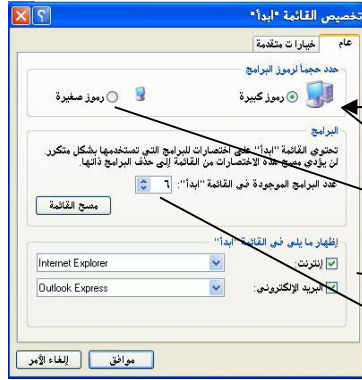 تخصيص القائمة "ابدأ"
عام
خيارات متقدمة
حدد حجماً لرموز البرامج
رموز كبيرة
رموز صغيرة
البرامج
تحتوي القائمة "ابدأ" على اختصارات للبرامج التي تستخدمها بشكل متكرر.
لن يؤدي مسح هذه الاختصارات من القائمة إلى حذف البرامج ذاتها.
عدد البرامج الموجودة في القائمة "ابدأ": ٦
مسح القائمة
إظهار ما يلي في القائمة "ابدأ"
إنترنت: Internet Explorer
البريد الإلكتروني: Outlook Express
موافق
إلغاء الأمر